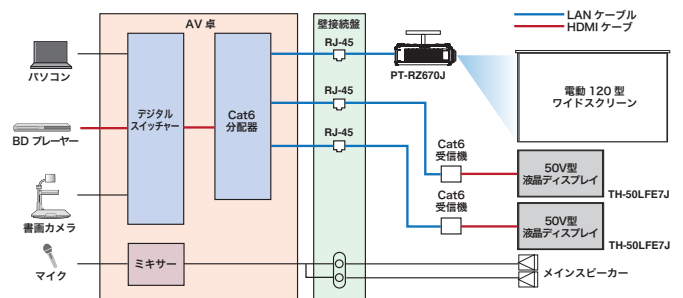 AV 卓
壁接続盤
LAN ケーブル
HDMI ケーブ
RJ-45
パソコン
PT-RZ670J
電動 120 型
ワイドスクリーン
デジタル
スイッチャー
Cat6
分配器
RJ-45
BD プレーヤー
RJ-45
Cat6
受信機
50V型
液晶ディスプレイ
TH-50LFE7J
書画カメラ
Cat6
受信機
50V型
液晶ディスプレイ
TH-50LFE7J
マイク
ミキサー
メインスピーカー